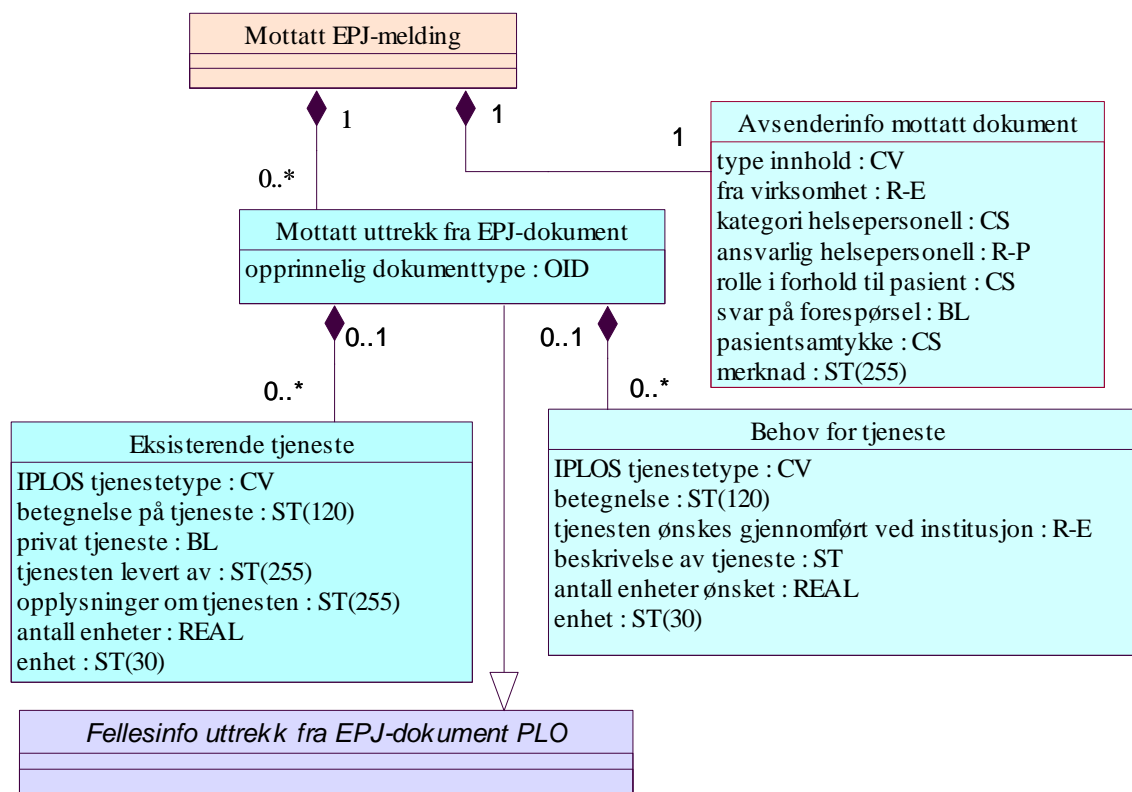 Mottatt EPJ-melding
1
1
Avsenderinfo mottatt dokument
type innhold : CV
fra virksomhet : R-E
kategori helsepersonell : CS
ansvarlig helsepersonell : R-P
rolle i forhold til pasient : CS
svar på forespørsel : BL
pasientsamtykke : CS
merknad : ST(255)
1
0..*
Mottatt uttrekk fra EPJ-dokument
opprinnelig dokumenttype : OID
0..1
0..1
0..*
0..*
Eksisterende tjeneste
IPLOS tjenestetype : CV
betegnelse på tjeneste : ST(120)
privat tjeneste : BL
tjenesten levert av : ST(255)
opplysninger om tjenesten : ST(255)
antall enheter : REAL
enhet : ST(30)
Behov for tjeneste
IPLOS tjenestetype : CV
betegnelse : ST(120)
tjenesten ønskes gjennomført ved institusjon : R-E
beskrivelse av tjeneste : ST
antall enheter ønsket : REAL
enhet : ST(30)
Fellesinfo uttrekk fra EPJ-dokument PLO